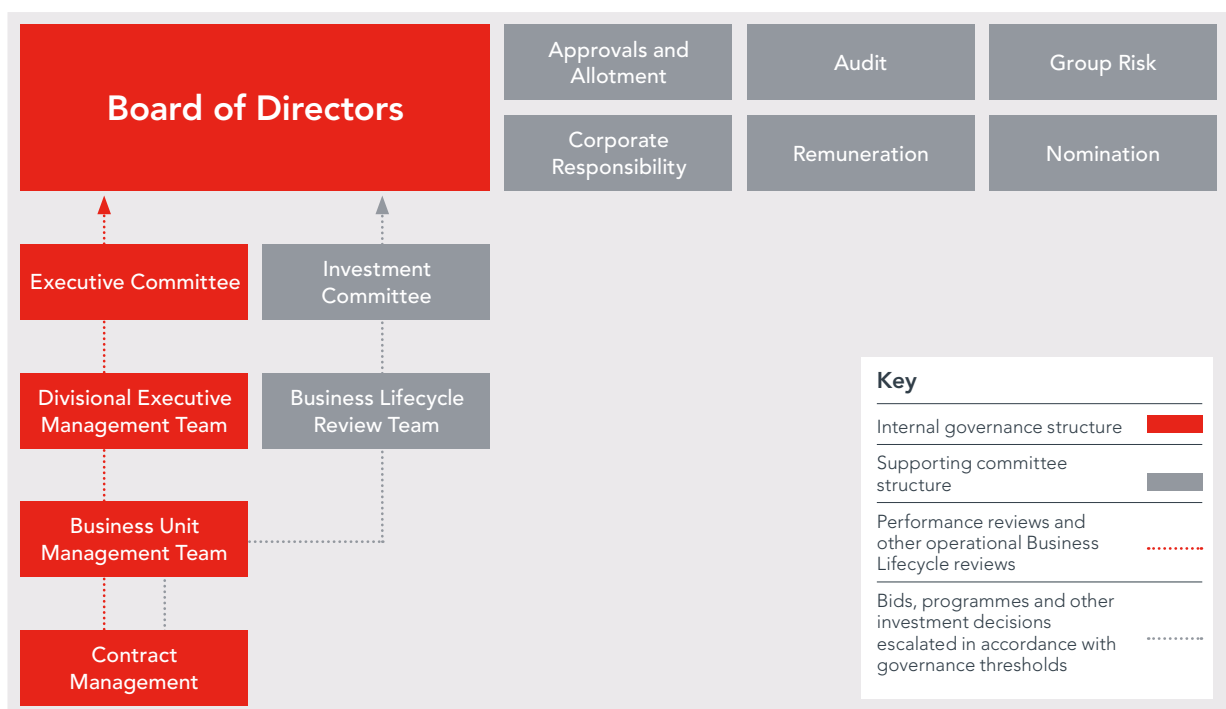 Board of Directors
Approvals and
Allotment
Audit
Group Risk
Corporate
Responsibility
Remuneration
Nomination
Executive Committee
Investment
Committee
Divisional Executive
Management Team
Business Lifecycle
Review Team
Business Unit
Management Team
Contract
Management
Key
Internal governance structure
Supporting committee
structure
Performance reviews and
other operational Business
Lifecycle reviews
Bids, programmes and other
investment decisions
escalated in accordance with
governance thresholds